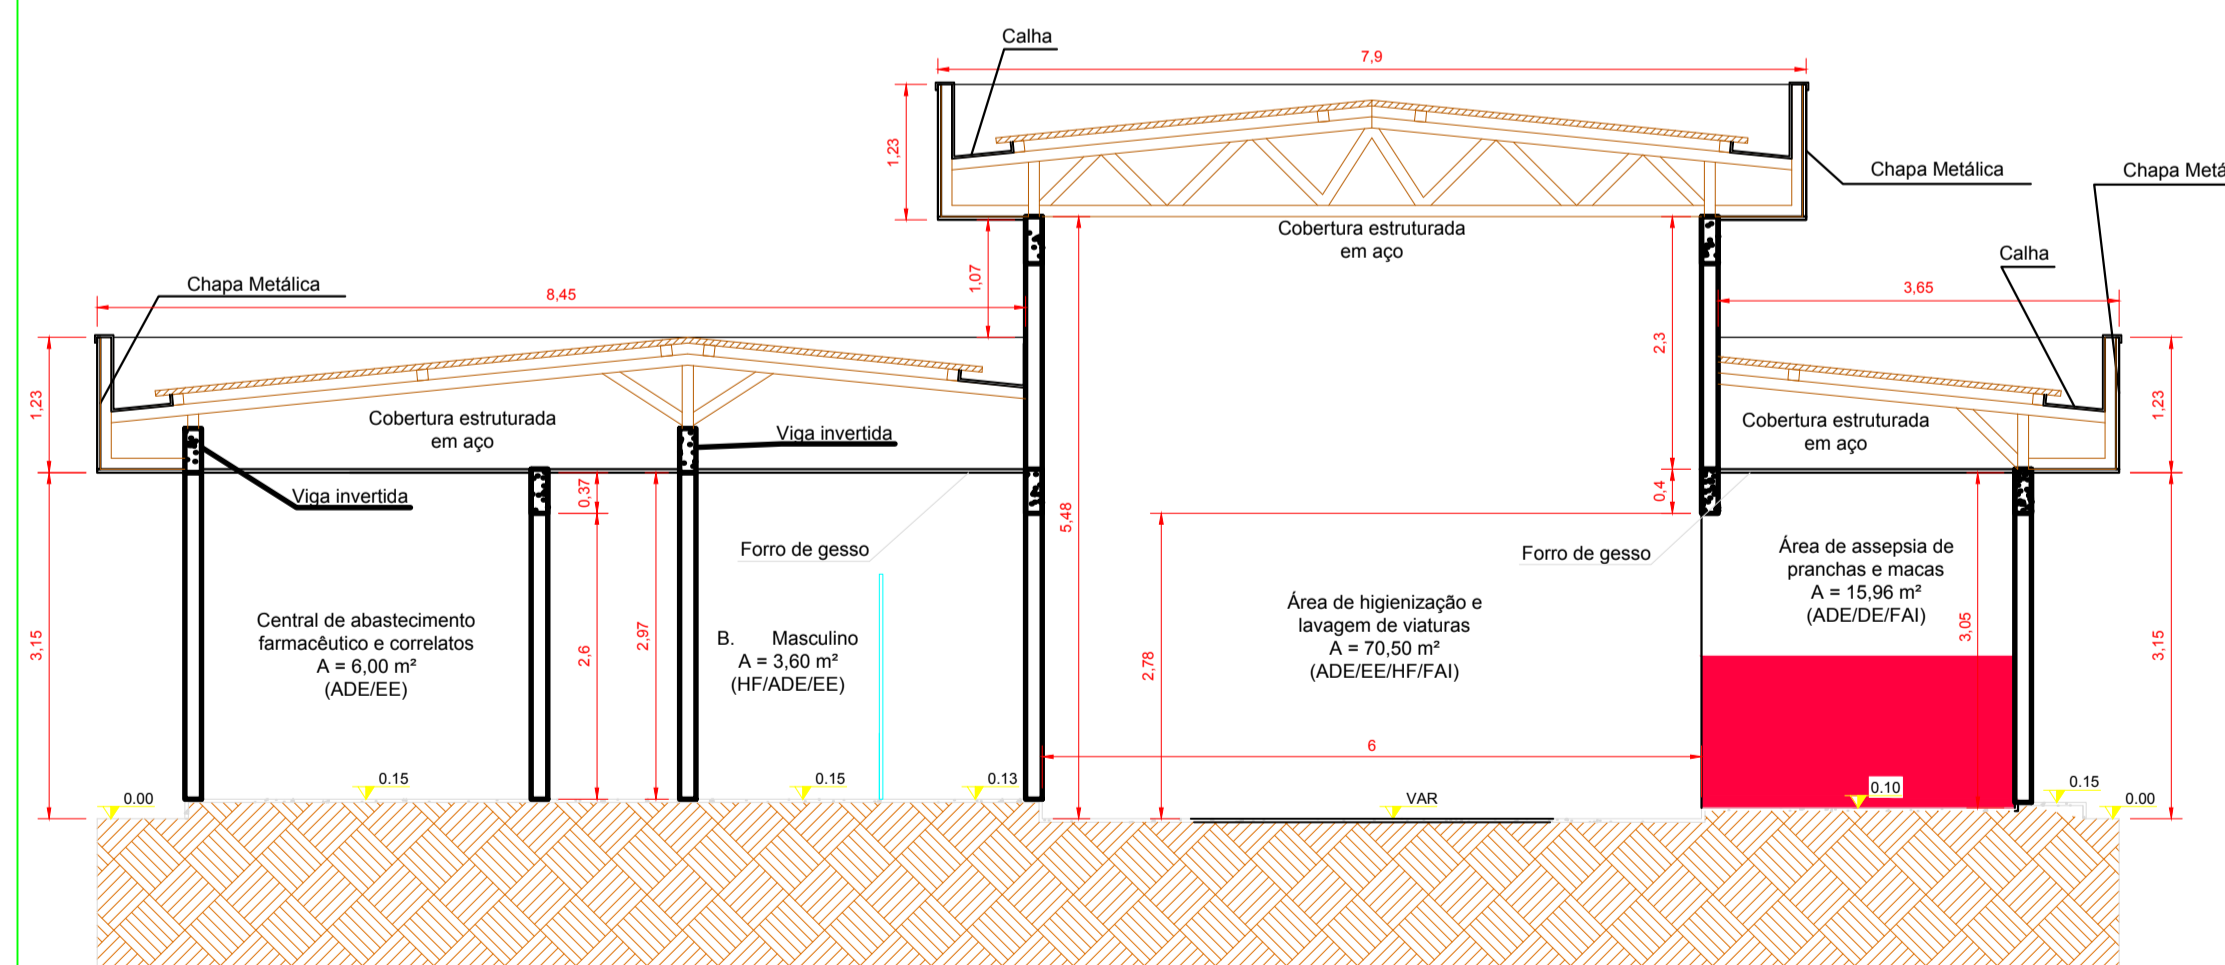 Calha
7,9
1,23
Chapa Metálica
Chapa Metá
Cobertura estruturada
em aço
1,07
2,3
Calha
3,65
Chapa Metálica
8,45
1,23
Cobertura estruturada
em aço
Viga invertida
Viga invertida
Cobertura estruturada
em aço
1,23
0,37
0,4
5,48
Forro de gesso
Forro de gesso
Central de abastecimento
farmacêutico e correlatos
A = 6,00 m²
(ADE/EE)
2,6
2,97
B. Masculino
A = 3,60 m²
(HF/ADE/EE)
2,78
Área de higienização e
lavagem de viaturas
A = 70,50 m²
(ADE/EE/HF/FAI)
Área de assepsia de
pranchas e macas
A = 15,96 m²
(ADE/DE/FAI)
3,05
3,15
3,15
6
0.00
0.15
0.15
0.13
VAR
0.10
0.15
0.00